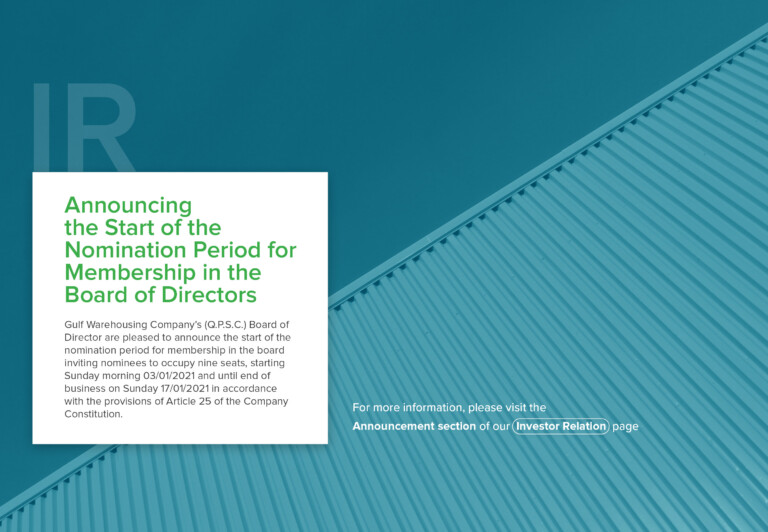 IR
Announcing
the Start of the
Nomination Period for
Membership in the
Board of Directors
Gulf Warehousing Company's (Q.P.S.C.) Board of
Director are pleased to announce the start of the
nomination period for membership in the board
inviting nominees to occupy nine seats, starting
Sunday morning 03/01/2021 and until end of
business on Sunday 17/01/2021 in accordance
with the provisions of Article 25 of the Company
Constitution.
For more information, please visit the
Announcement section of our Investor Relation page